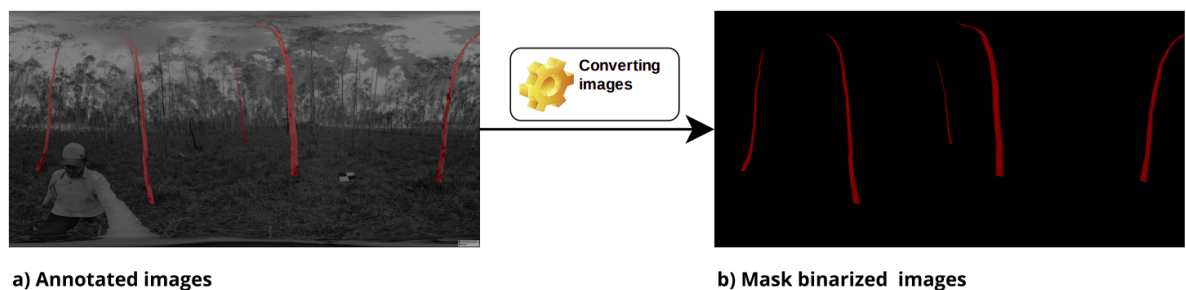 Converting
images
a) Annotated images
b) Mask binarized  images